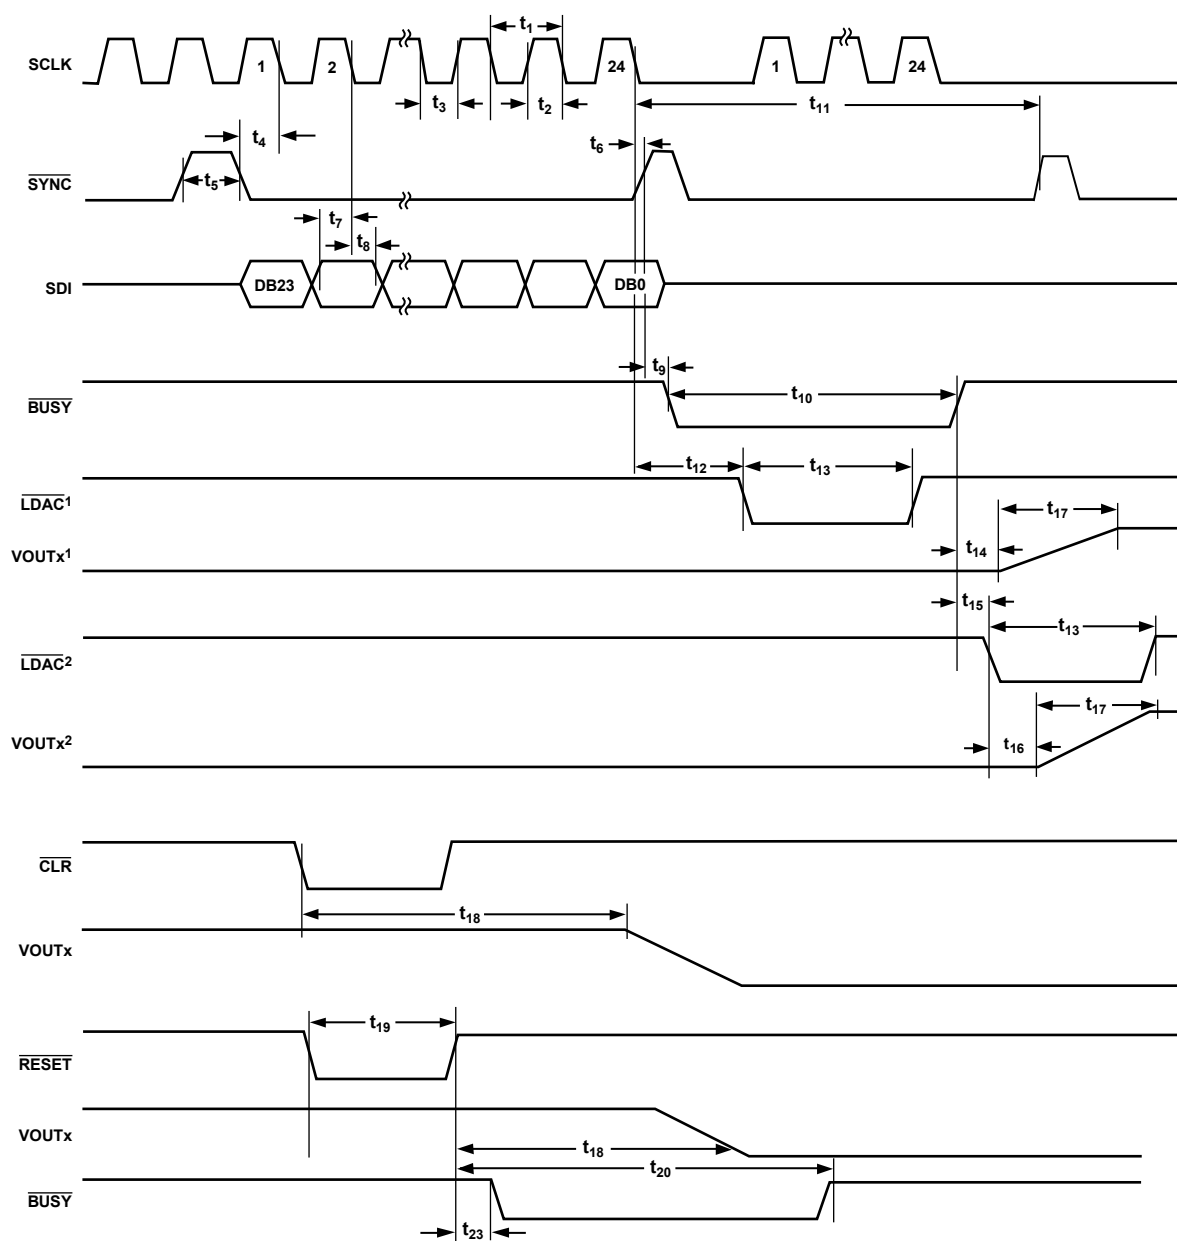 t1
SCLK 1 2 24 1 24
t3 t2 t11
t4 t6
SYNC t5
t7
t8
SDI DB23 DB0
t9
BUSY t10
t12 t13
LDAC1
t17
VOUTx1 t14
t15
t13
LDAC2
t17
VOUTx2 t16
CLR
t18
VOUTx
t19
RESET
VOUTx
t18
t20
BUSY
t23